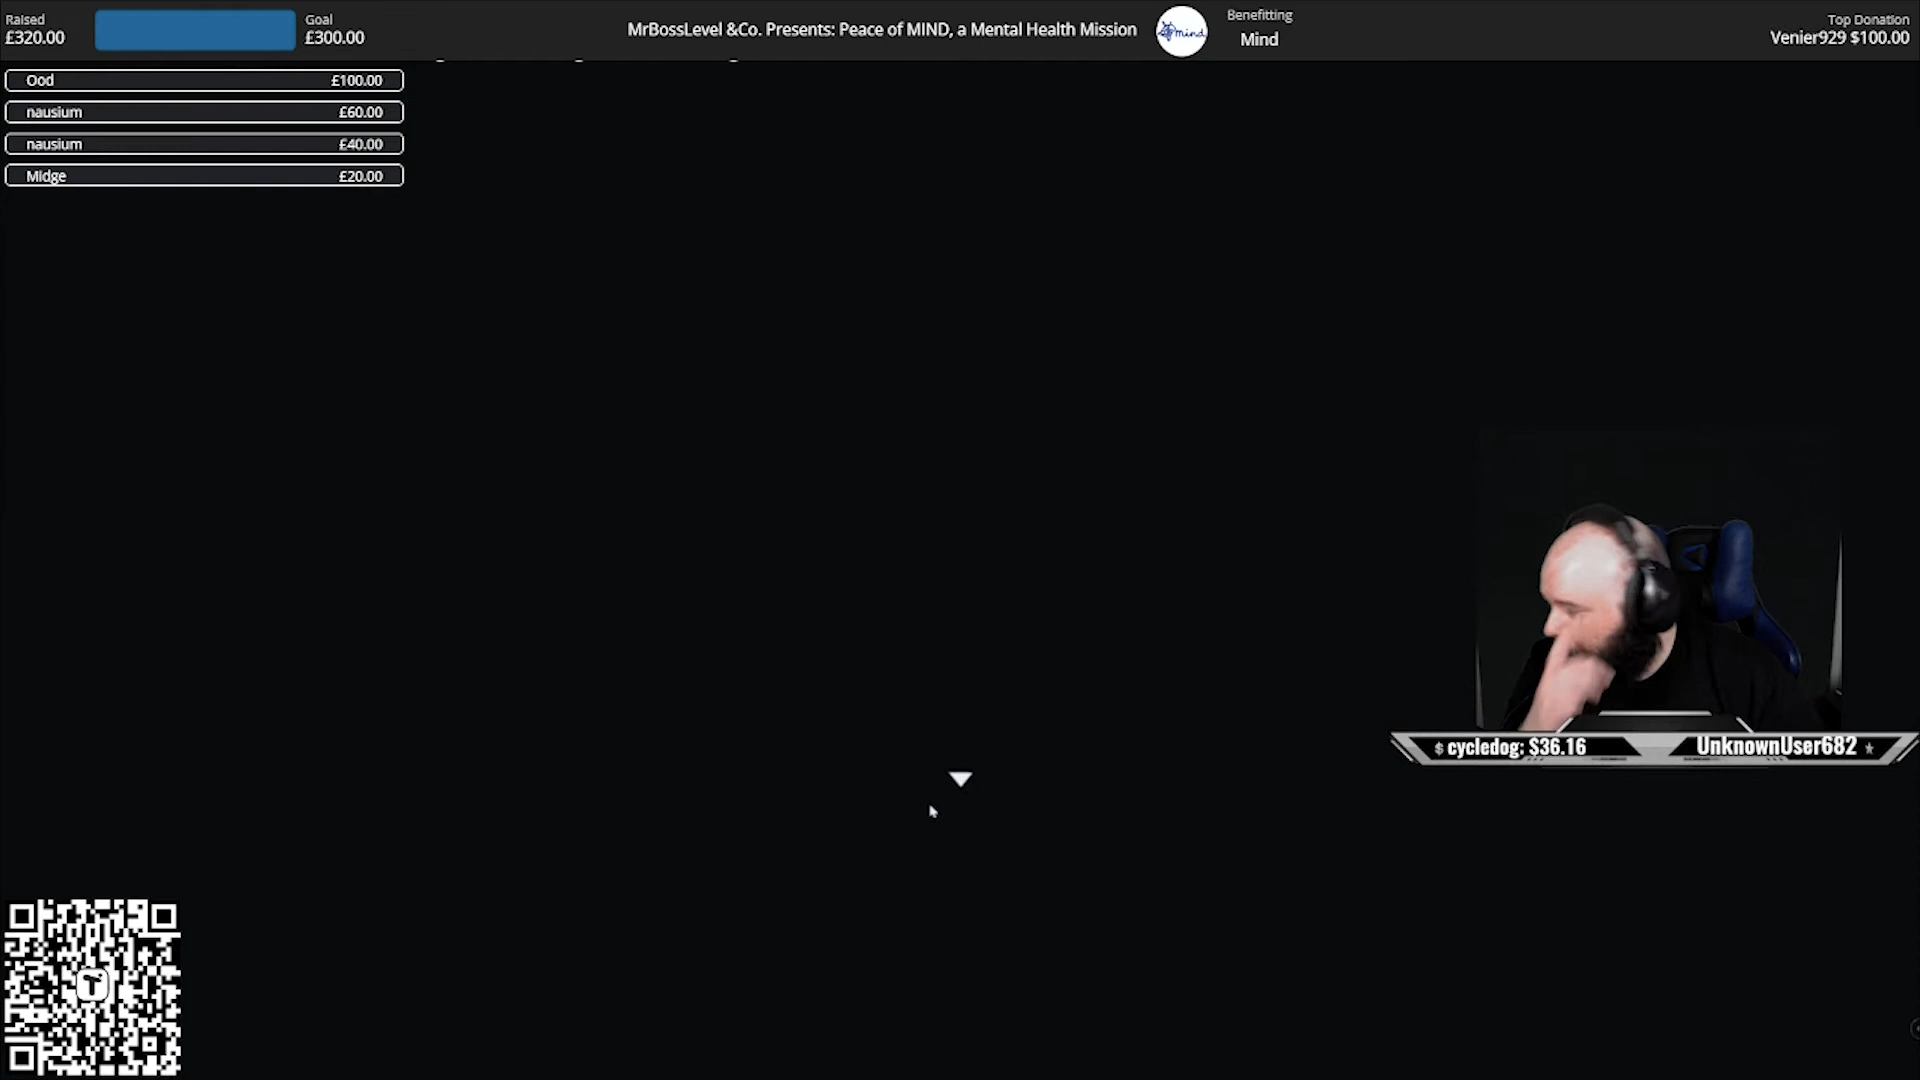 Raised
£320.00
Goal
£300.00
MrBossLevel &Co. Presents: Peace of MIND, a Mental Health Mission
mind
Benefitting
Mind
Top Donation
Venier929 $100.00
Ood £100.00
nausium £60.00
nausium £40.00
Midge £20.00
$ cycledog: $36.16
UnknownUser682